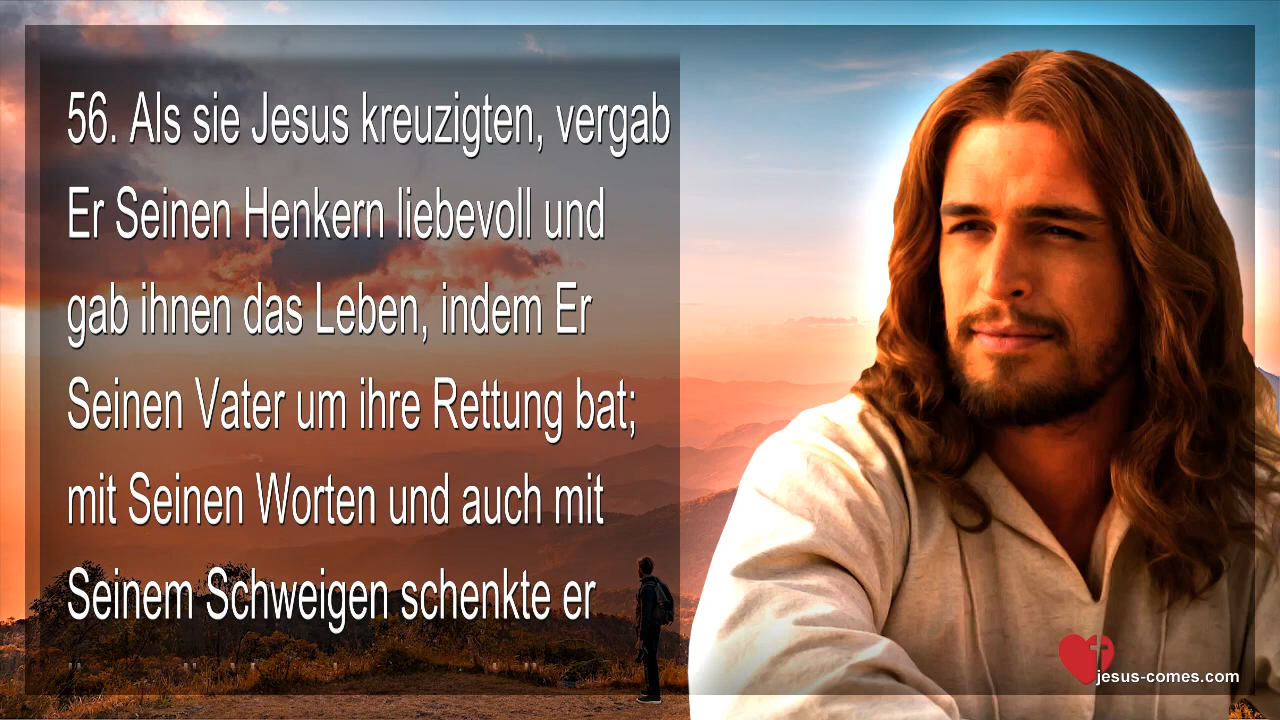 56. Als sie Jesus kreuzigten, vergab
Er Seinen Henkern liebevoll und
gab ihnen das Leben, indem Er
Seinen Vater um ihre Rettung bat;
mit Seinen Worten und auch mit
Seinem Schweigen schenkte er
jesus-comes.com